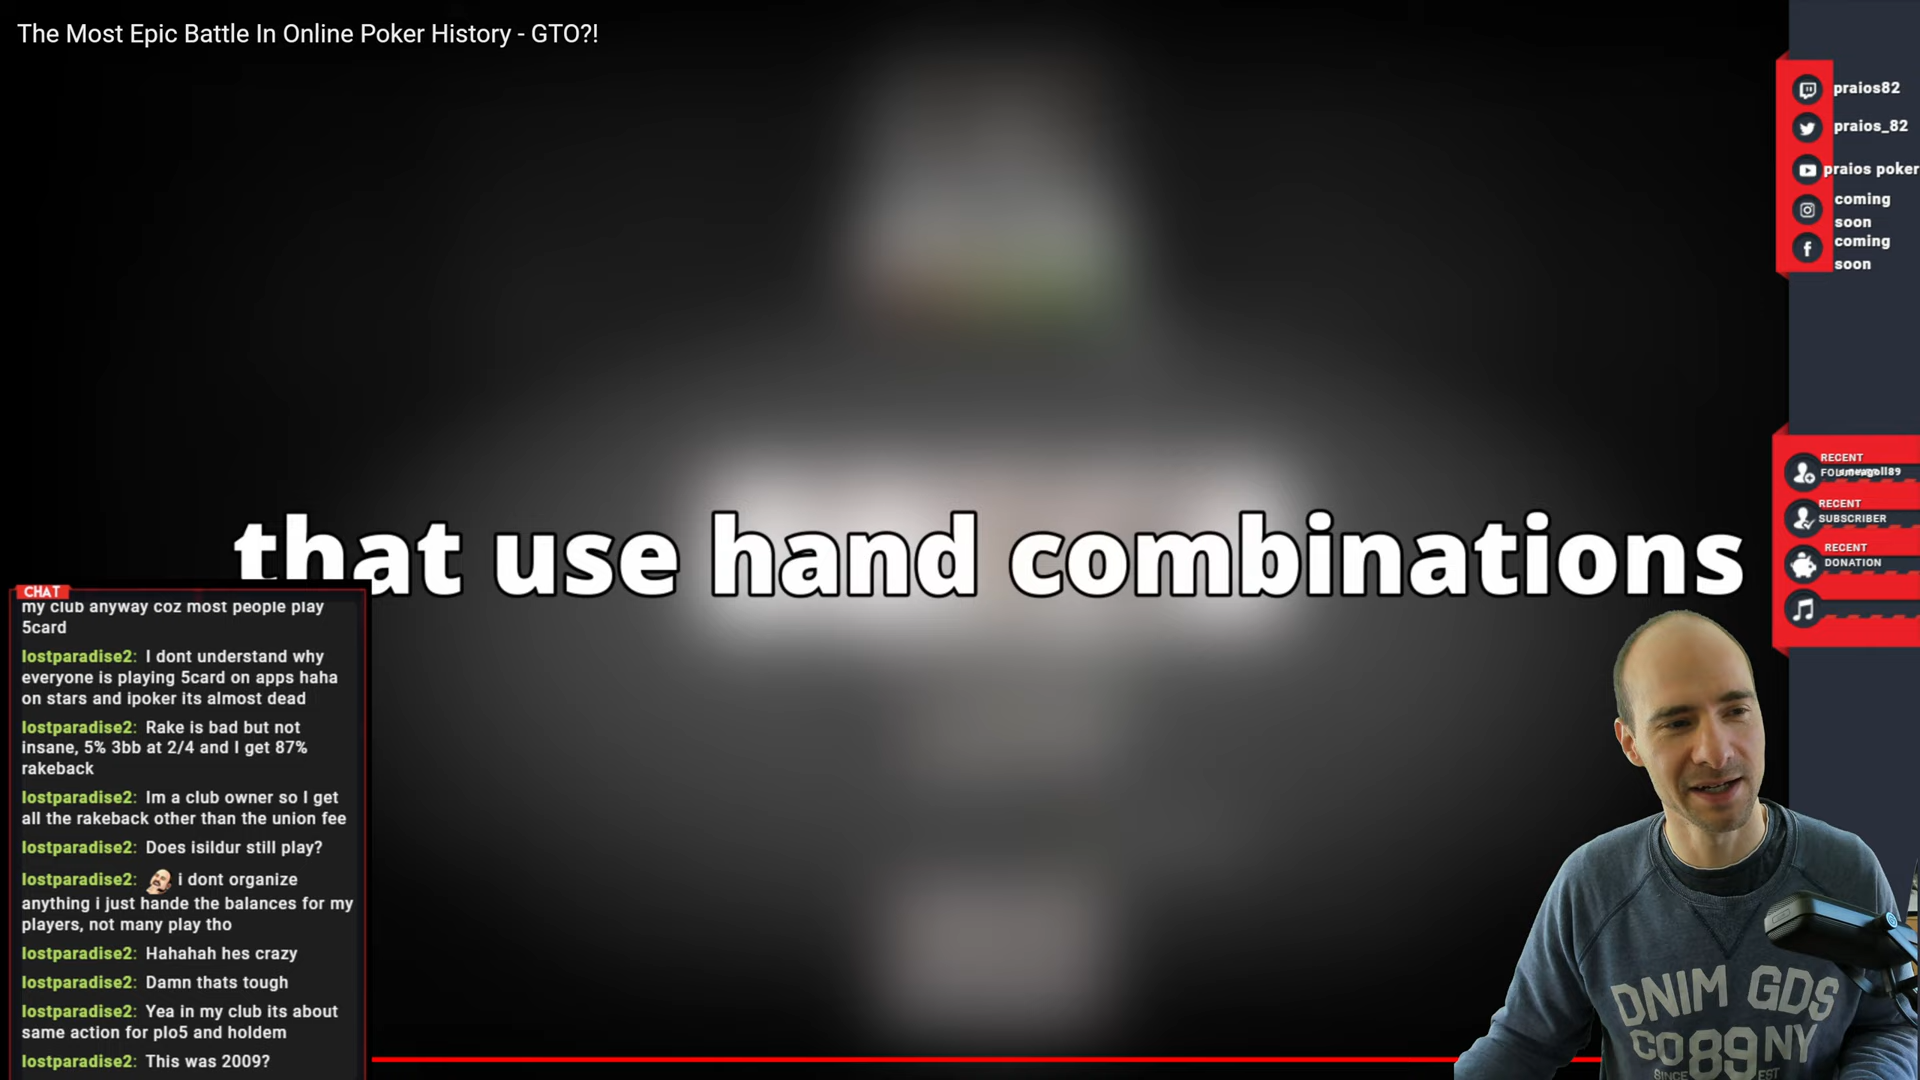 The Most Epic Battle In Online Poker History - GTO?!
praios82
praios_82
praios poker
coming
soon
coming
soon
RECENT
RECENT
SUBSCRIBER
RECENT
DONATION
that use hand combinations
CHAT
my club anyway coz most people play
5card
lostparadise2: I dont understand why
everyone is playing 5card on apps haha
on stars and ipoker its almost dead
lostparadise2: Rake is bad but not
insane, 5% 3bb at 2/4 and I get 87%
rakeback
lostparadise2: Im a club owner so I get
all the rakeback other than the union fee
lostparadise2: Does isildur still play?
lostparadise2: i dont organize
anything i just hande the balances for my
players, not many play tho
lostparadise2: Hahahah hes crazy
lostparadise2: Damn thats tough
lostparadise2: Yea in my club its about
same action for plo5 and holdem
lostparadise2: This was 2009?
DNIM GDS
CO89NY
SINCE EST